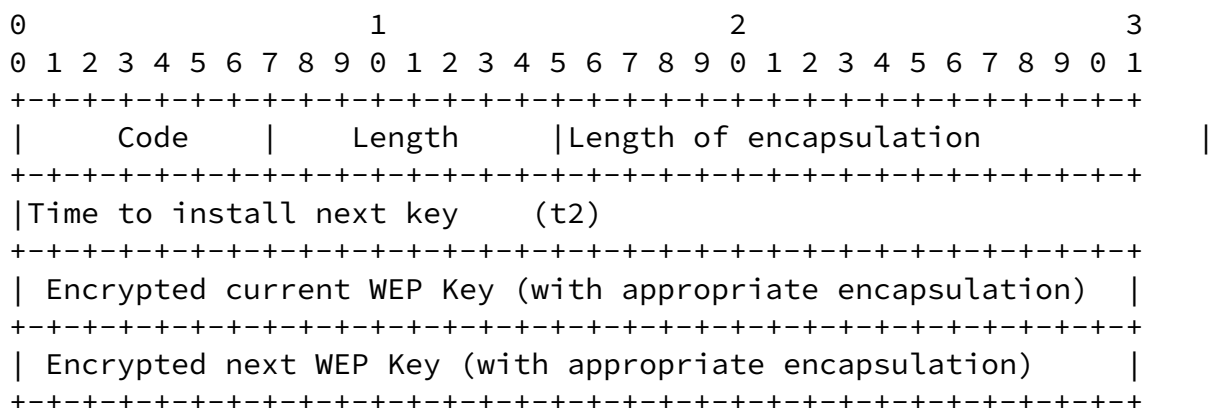 0                   1                   2                   3
0 1 2 3 4 5 6 7 8 9 0 1 2 3 4 5 6 7 8 9 0 1 2 3 4 5 6 7 8 9 0 1
+-+-+-+-+-+-+-+-+-+-+-+-+-+-+-+-+-+-+-+-+-+-+-+-+-+-+-+-+-+-+-+
|     Code    |    Length     |Length of encapsulation            |
+-+-+-+-+-+-+-+-+-+-+-+-+-+-+-+-+-+-+-+-+-+-+-+-+-+-+-+-+-+-+-+
|Time to install next key    (t2)
+-+-+-+-+-+-+-+-+-+-+-+-+-+-+-+-+-+-+-+-+-+-+-+-+-+-+-+-+-+-+-+
| Encrypted current WEP Key (with appropriate encapsulation)  |
+-+-+-+-+-+-+-+-+-+-+-+-+-+-+-+-+-+-+-+-+-+-+-+-+-+-+-+-+-+-+-+
| Encrypted next WEP Key (with appropriate encapsulation)     |
+-+-+-+-+-+-+-+-+-+-+-+-+-+-+-+-+-+-+-+-+-+-+-+-+-+-+-+-+-+-+-+